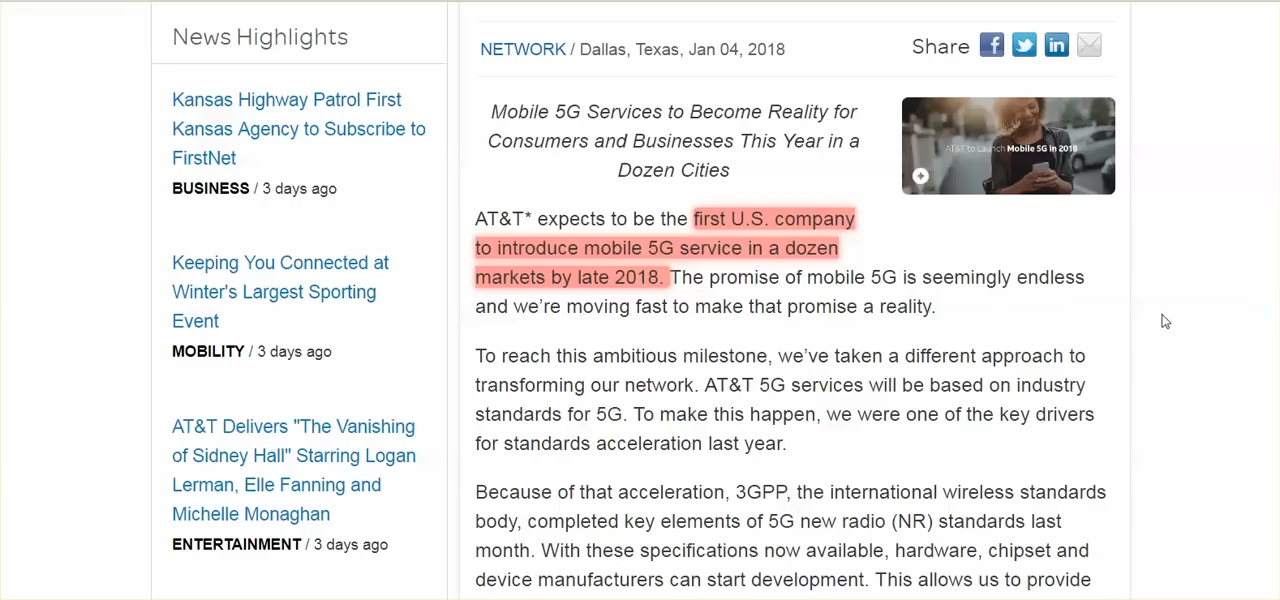 News Highlights
Kansas Highway Patrol First
Kansas Agency to Subscribe to
FirstNet
BUSINESS / 3 days ago
Keeping You Connected at
Winter's Largest Sporting
Event
MOBILITY / 3 days ago
AT&T Delivers "The Vanishing
of Sidney Hall" Starring Logan
Lerman, Elle Fanning and
Michelle Monaghan
ENTERTAINMENT / 3 days ago
NETWORK / Dallas, Texas, Jan 04, 2018
Share
f
in
Mobile 5G Services to Become Reality for
Consumers and Businesses This Year in a
Dozen Cities
AT&T to Launch Mobile 5G in 2018
AT&T* expects to be the first U.S. company
to introduce mobile 5G service in a dozen
markets by late 2018. The promise of mobile 5G is seemingly endless
and we’re moving fast to make that promise a reality.
To reach this ambitious milestone, we’ve taken a different approach to
transforming our network. AT&T 5G services will be based on industry
standards for 5G. To make this happen, we were one of the key drivers
for standards acceleration last year.
Because of that acceleration, 3GPP, the international wireless standards
body, completed key elements of 5G new radio (NR) standards last
month. With these specifications now available, hardware, chipset and
device manufacturers can start development. This allows us to provide